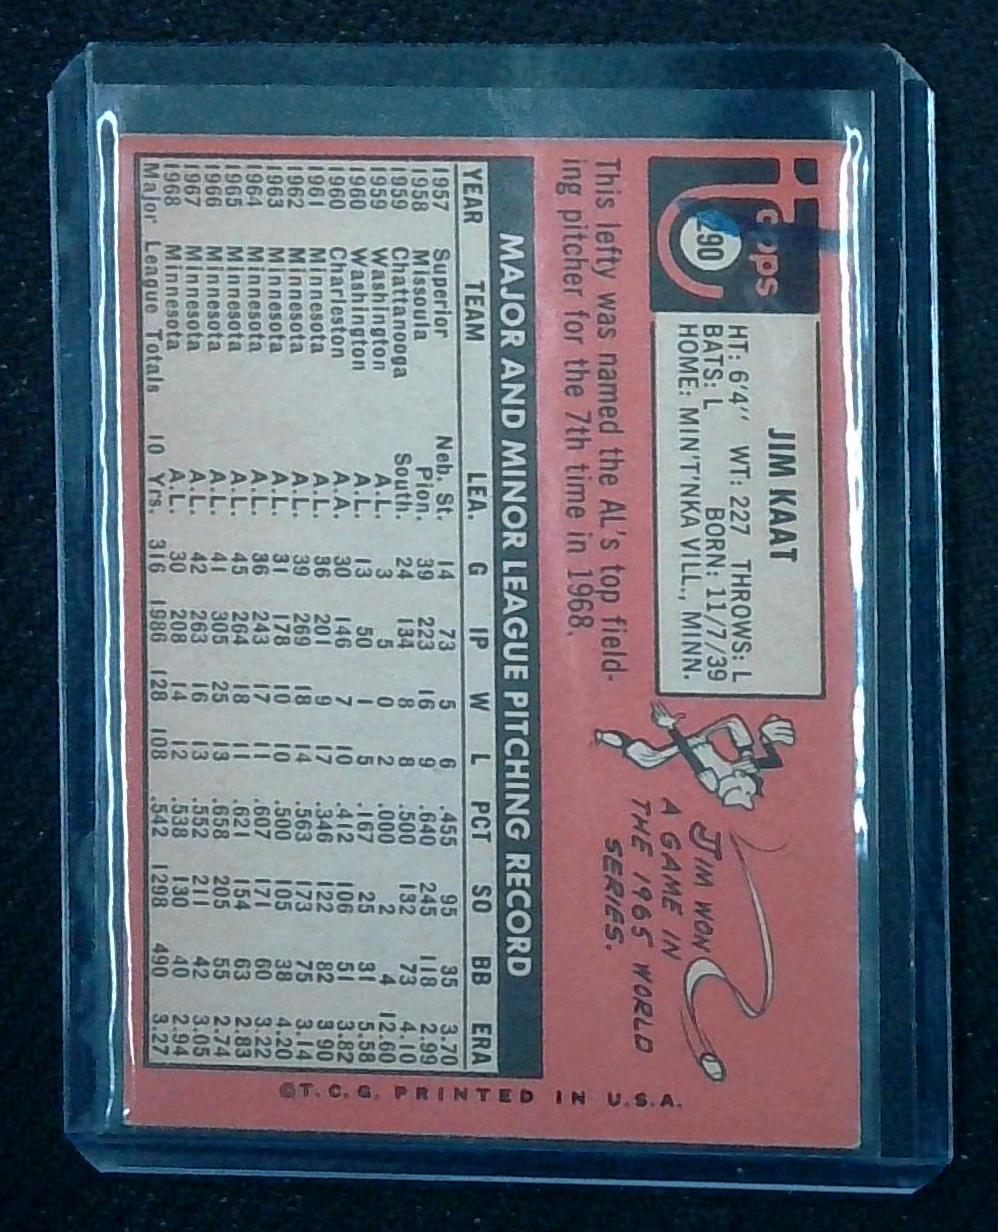 Topps
290
JIM KAAT
HT: 6'4" WT: 227 THROWS: L
BATS: L BORN: 11/7/39
HOME: MIN'T'NKA VILL., MINN.
This lefty was named the AL's top field-
ing pitcher for the 7th time in 1968.
JIM WON
A GAME IN
THE 1965 WORLD
SERIES.
MAJOR AND MINOR LEAGUE PITCHING RECORD
YEAR TEAM LEA. G IP W L PCT SO BB ERA
1957 Superior Neb. St. 14 73 5 6 .455 95 35 3.70
1958 Missoula Pion. 39 223 16 9 .640 245 118 2.99
1959 Chattanooga South. 24 134 8 8 .500 132 73 4.10
1959 Washington A.L. 3 5 0 2 .000 2 4 12.60
1960 Washington A.L. 13 50 1 5 .167 25 31 5.58
1960 Charleston A.A. 30 146 7 10 .412 106 51 3.82
1961 Minnesota A.L. 36 201 9 17 .346 122 82 3.90
1962 Minnesota A.L. 39 269 18 14 .563 173 75 3.14
1963 Minnesota A.L. 31 178 10 10 .500 105 38 4.20
1964 Minnesota A.L. 36 243 17 11 .607 171 60 3.22
1965 Minnesota A.L. 45 264 18 11 .621 154 63 2.83
1966 Minnesota A.L. 41 305 25 13 .658 205 55 2.74
1967 Minnesota A.L. 42 263 16 13 .552 211 42 3.05
1968 Minnesota A.L. 30 208 14 12 .538 130 40 2.94
Major League Totals 10 Yrs. 316 1986 128 108 .542 1298 490 3.27
©T.C.G. PRINTED IN U.S.A.